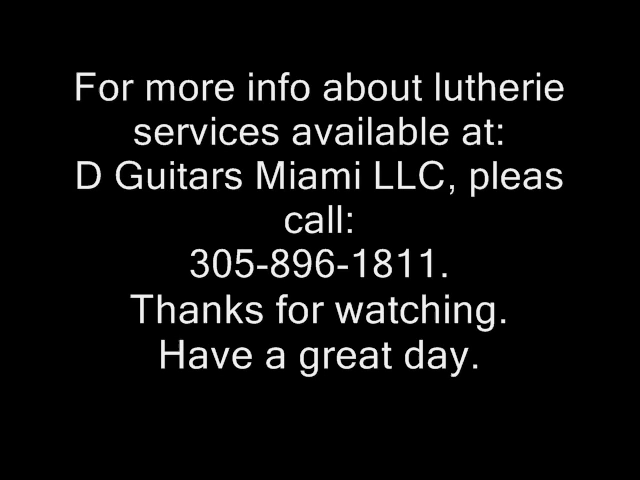 For more info about lutherie
services available at:
D Guitars Miami LLC, pleas
call:
305-896-1811.
Thanks for watching.
Have a great day.